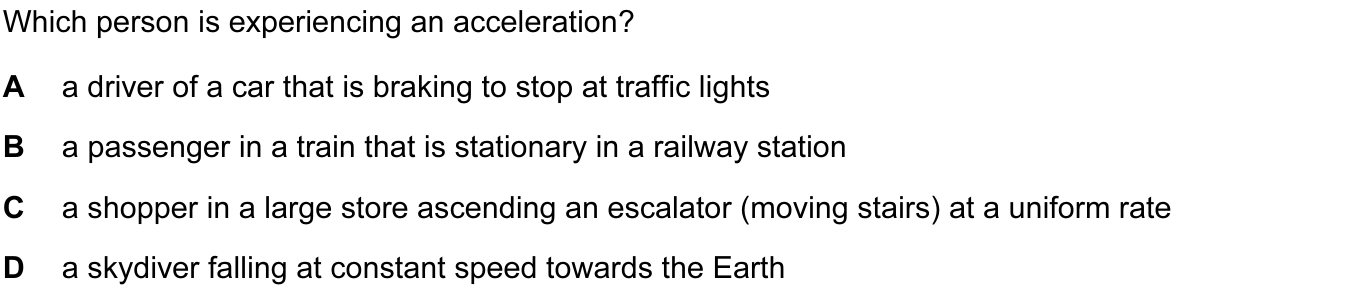 Which person is experiencing an acceleration?
A a driver of a car that is braking to stop at traffic lights
B a passenger in a train that is stationary in a railway station
C a shopper in a large store ascending an escalator (moving stairs) at a uniform rate
D a skydiver falling at constant speed towards the Earth